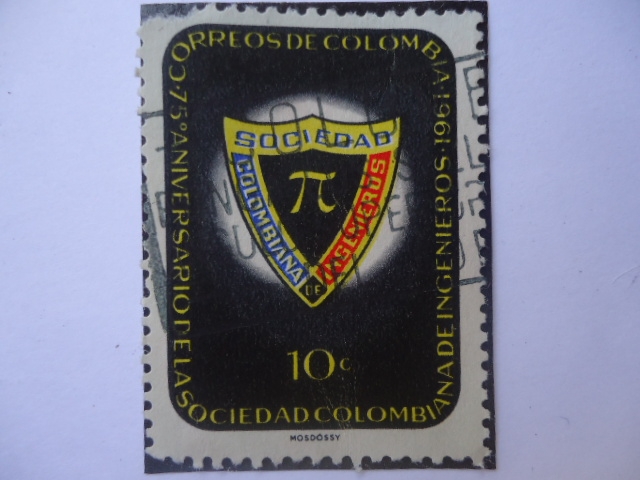 CORREOS DE COLOMBIA
75º ANIVERSARIO DE LA SOCIEDAD COLOMBIANA DE INGENIEROS · 1961
SOCIEDAD
COLOMBIANA
DE
INGENIEROS
π
10c
MOSDÓSSY